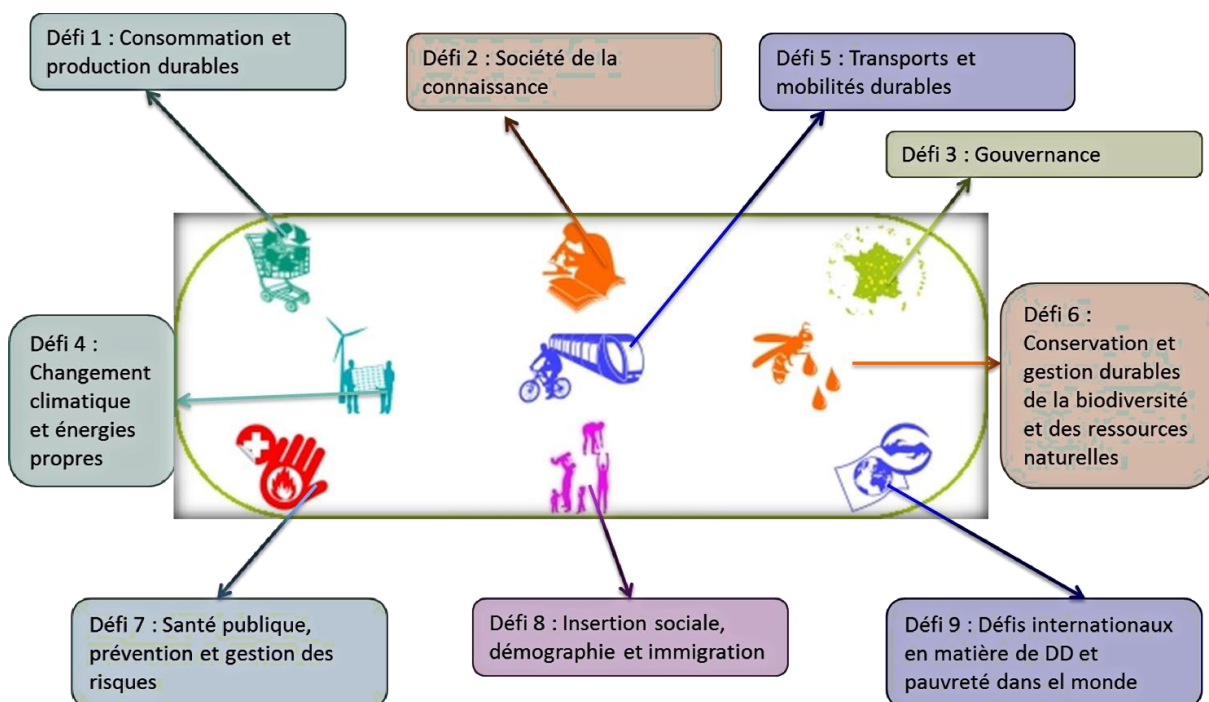 Défi 1 : Consommation et
production durables
Défi 2 : Société de la
connaissance
Défi 5 : Transports et
mobilités durables
Défi 3 : Gouvernance
Défi 4 :
Changement
climatique
et énergies
propres
Défi 6 :
Conservation et
gestion durables
de la biodiversité
et des ressources
naturelles
Défi 7 : Santé publique,
prévention et gestion des
risques
Défi 8 : Insertion sociale,
démographie et immigration
Défi 9 : Défis internationaux
en matière de DD et
pauvreté dans el monde